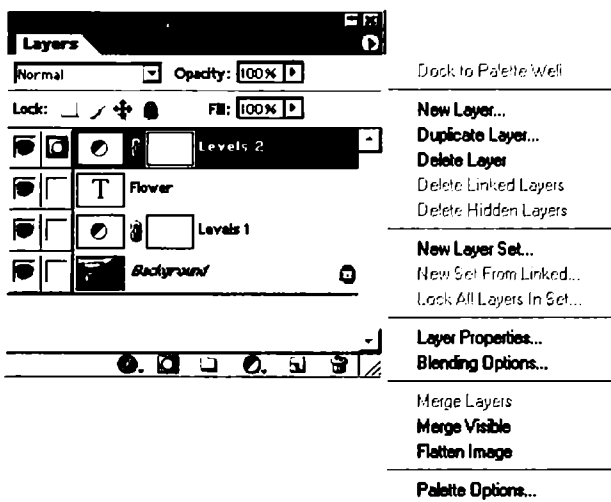 Layers
Normal
Opacity: 100%
Lock:
Fill: 100%
Levels 2
T Flower
Levels 1
Background
Dock to Palette Well
New Layer...
Duplicate Layer...
Delete Layer
Delete Linked Layers
Delete Hidden Layers
New Layer Set...
New Set From Linked...
Lock All Layers In Set...
Layer Properties...
Blending Options...
Merge Layers
Merge Visible
Flatten Image
Palette Options...